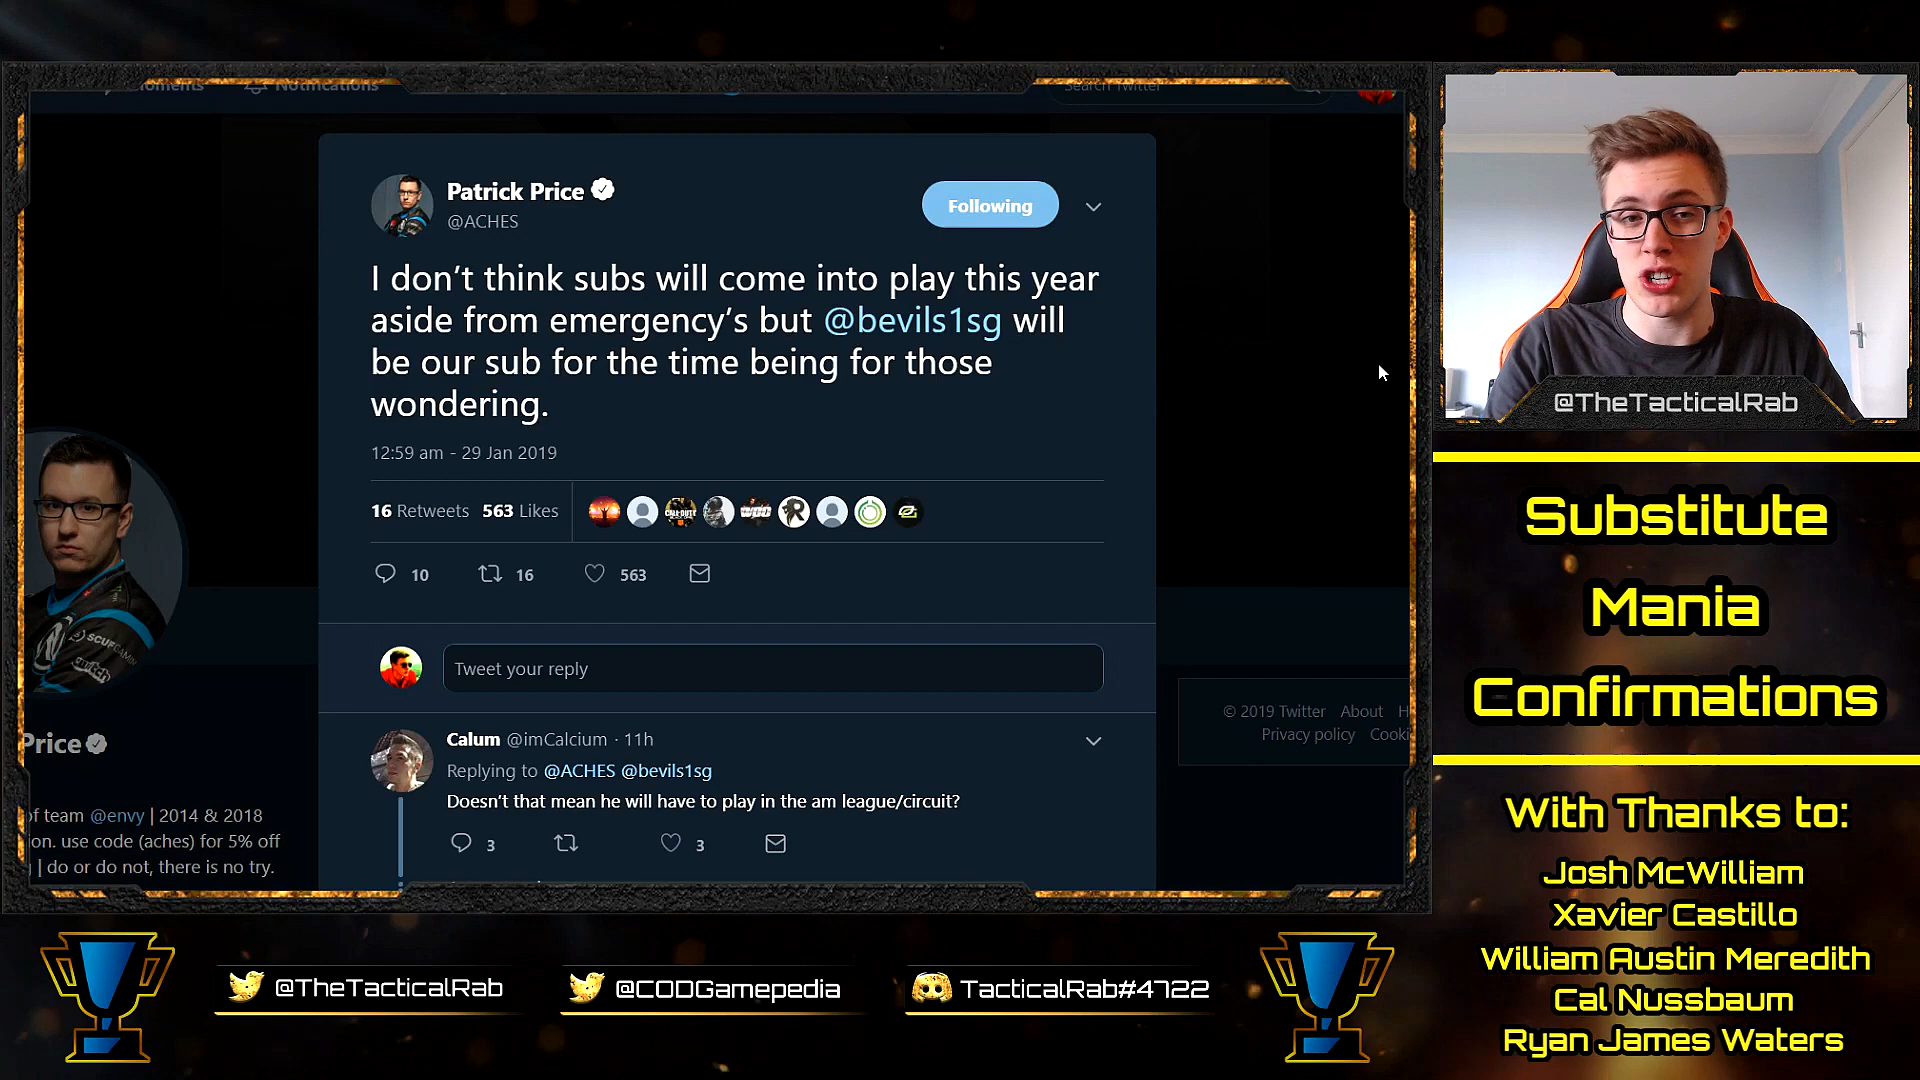 Notifications
Search Twitter
Patrick Price
@ACHES
Following
I don't think subs will come into play this year
aside from emergency's but @bevils1sg will
be our sub for the time being for those
wondering.
12:59 am - 29 Jan 2019
16 Retweets 563 Likes
10 16 563
Tweet your reply
Calum @imCalcium · 11h
Replying to @ACHES @bevils1sg
Doesn't that mean he will have to play in the am league/circuit?
3 3
SCUFGAMIN
Price
of team @envy | 2014 & 2018
ion. use code (aches) for 5% off
| do or do not, there is no try.
© 2019 Twitter About H
Privacy policy Cooki
@TheTacticalRab
Substitute
Mania
Confirmations
With Thanks to:
Josh McWilliam
Xavier Castillo
William Austin Meredith
Cal Nussbaum
Ryan James Waters
@TheTacticalRab
@CODGamepedia
TacticalRab#4722